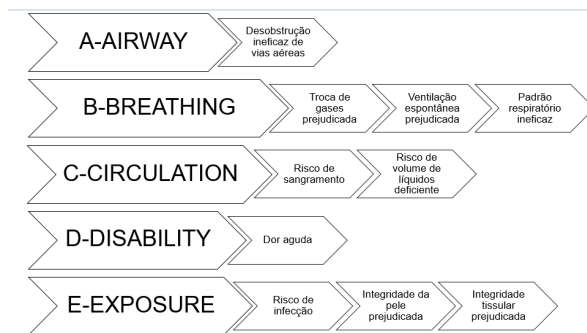 A-AIRWAY
Desobstrução
ineficaz de
vias aéreas
B-BREATHING
Troca de
gases
prejudicada
Ventilação
espontânea
prejudicada
Padrão
respiratório
ineficaz
C-CIRCULATION
Risco de
sangramento
Risco de
volume de
líquidos
deficiente
D-DISABILITY
Dor aguda
E-EXPOSURE
Risco de
infecção
Integridade da
pele
prejudicada
Integridade
tissular
prejudicada